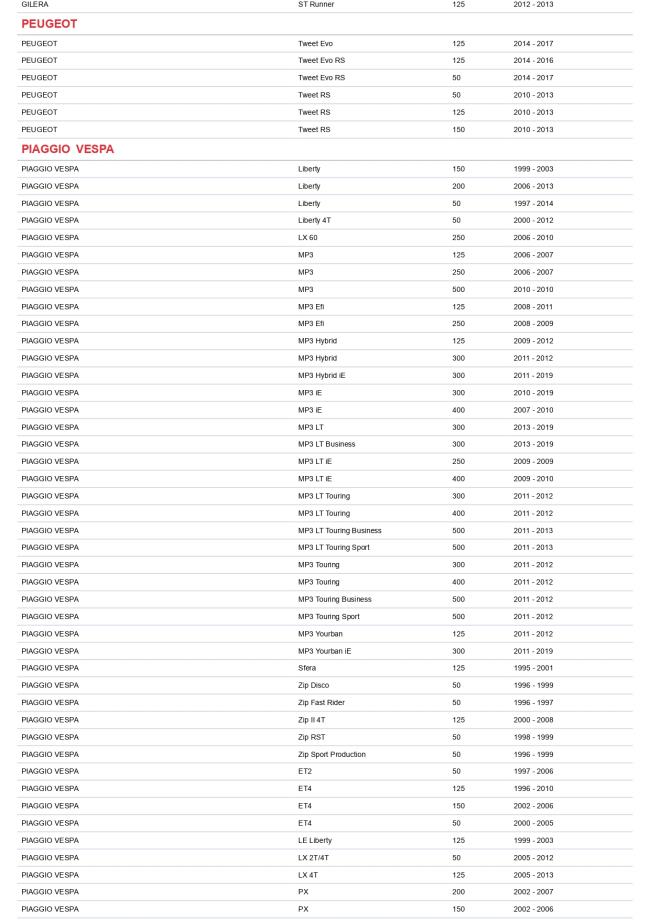 GILERA ST Runner 125 2012 - 2013
PEUGEOT
PEUGEOT Tweet Evo 125 2014 - 2017
PEUGEOT Tweet Evo RS 125 2014 - 2016
PEUGEOT Tweet Evo RS 50 2014 - 2017
PEUGEOT Tweet RS 50 2010 - 2013
PEUGEOT Tweet RS 125 2010 - 2013
PEUGEOT Tweet RS 150 2010 - 2013
PIAGGIO VESPA
PIAGGIO VESPA Liberty 150 1999 - 2003
PIAGGIO VESPA Liberty 200 2006 - 2013
PIAGGIO VESPA Liberty 50 1997 - 2014
PIAGGIO VESPA Liberty 4T 50 2000 - 2012
PIAGGIO VESPA LX 60 250 2006 - 2010
PIAGGIO VESPA MP3 125 2006 - 2007
PIAGGIO VESPA MP3 250 2006 - 2007
PIAGGIO VESPA MP3 500 2010 - 2010
PIAGGIO VESPA MP3 Efi 125 2008 - 2011
PIAGGIO VESPA MP3 Efi 250 2008 - 2009
PIAGGIO VESPA MP3 Hybrid 125 2009 - 2012
PIAGGIO VESPA MP3 Hybrid 300 2011 - 2012
PIAGGIO VESPA MP3 Hybrid iE 300 2011 - 2019
PIAGGIO VESPA MP3 iE 300 2010 - 2019
PIAGGIO VESPA MP3 iE 400 2007 - 2010
PIAGGIO VESPA MP3 LT 300 2013 - 2019
PIAGGIO VESPA MP3 LT Business 300 2013 - 2019
PIAGGIO VESPA MP3 LT iE 250 2009 - 2009
PIAGGIO VESPA MP3 LT iE 400 2009 - 2010
PIAGGIO VESPA MP3 LT Touring 300 2011 - 2012
PIAGGIO VESPA MP3 LT Touring 400 2011 - 2012
PIAGGIO VESPA MP3 LT Touring Business 500 2011 - 2013
PIAGGIO VESPA MP3 LT Touring Sport 500 2011 - 2013
PIAGGIO VESPA MP3 Touring 300 2011 - 2012
PIAGGIO VESPA MP3 Touring 400 2011 - 2012
PIAGGIO VESPA MP3 Touring Business 500 2011 - 2012
PIAGGIO VESPA MP3 Touring Sport 500 2011 - 2012
PIAGGIO VESPA MP3 Yourban 125 2011 - 2012
PIAGGIO VESPA MP3 Yourban iE 300 2011 - 2019
PIAGGIO VESPA Sfera 125 1995 - 2001
PIAGGIO VESPA Zip Disco 50 1996 - 1999
PIAGGIO VESPA Zip Fast Rider 50 1996 - 1997
PIAGGIO VESPA Zip II 4T 125 2000 - 2008
PIAGGIO VESPA Zip RST 50 1998 - 1999
PIAGGIO VESPA Zip Sport Production 50 1996 - 1999
PIAGGIO VESPA ET2 50 1997 - 2006
PIAGGIO VESPA ET4 125 1996 - 2010
PIAGGIO VESPA ET4 150 2002 - 2006
PIAGGIO VESPA ET4 50 2000 - 2005
PIAGGIO VESPA LE Liberty 125 1999 - 2003
PIAGGIO VESPA LX 2T/4T 50 2005 - 2012
PIAGGIO VESPA LX 4T 125 2005 - 2013
PIAGGIO VESPA PX 200 2002 - 2007
PIAGGIO VESPA PX 150 2002 - 2006